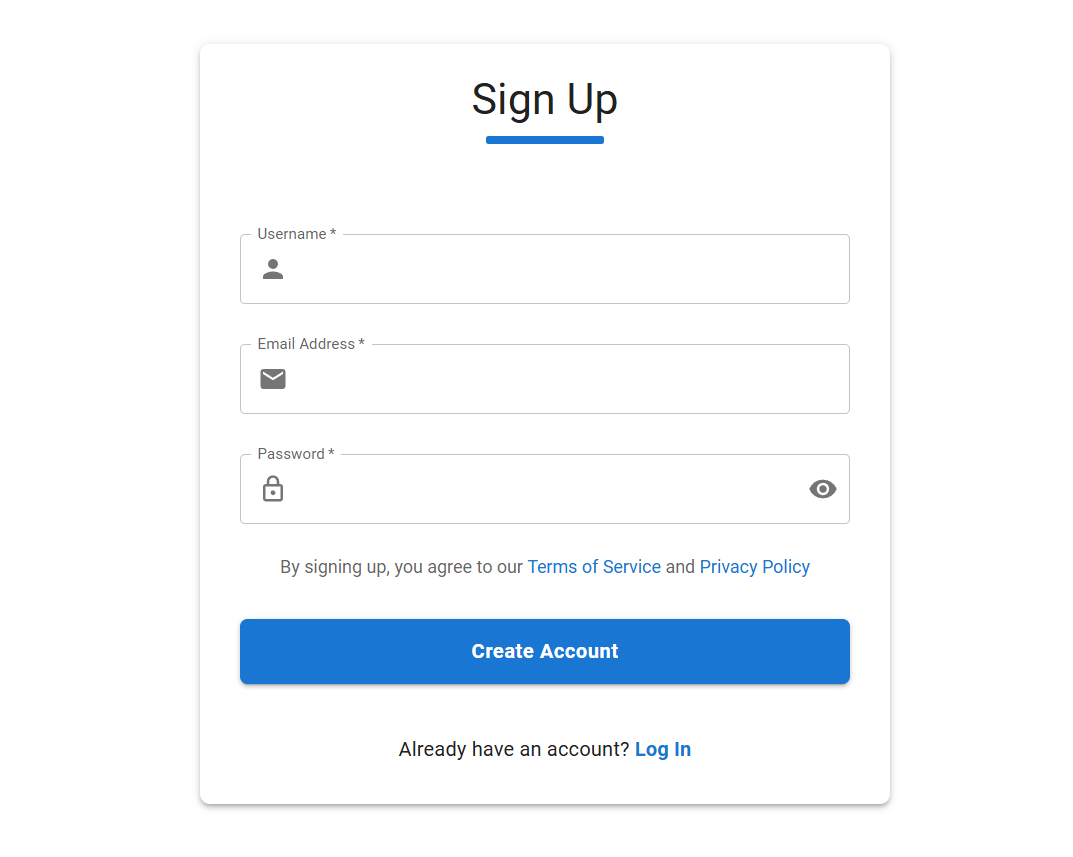 Sign Up
Username *
Email Address *
Password *
By signing up, you agree to our Terms of Service and Privacy Policy
Create Account
Already have an account? Log In